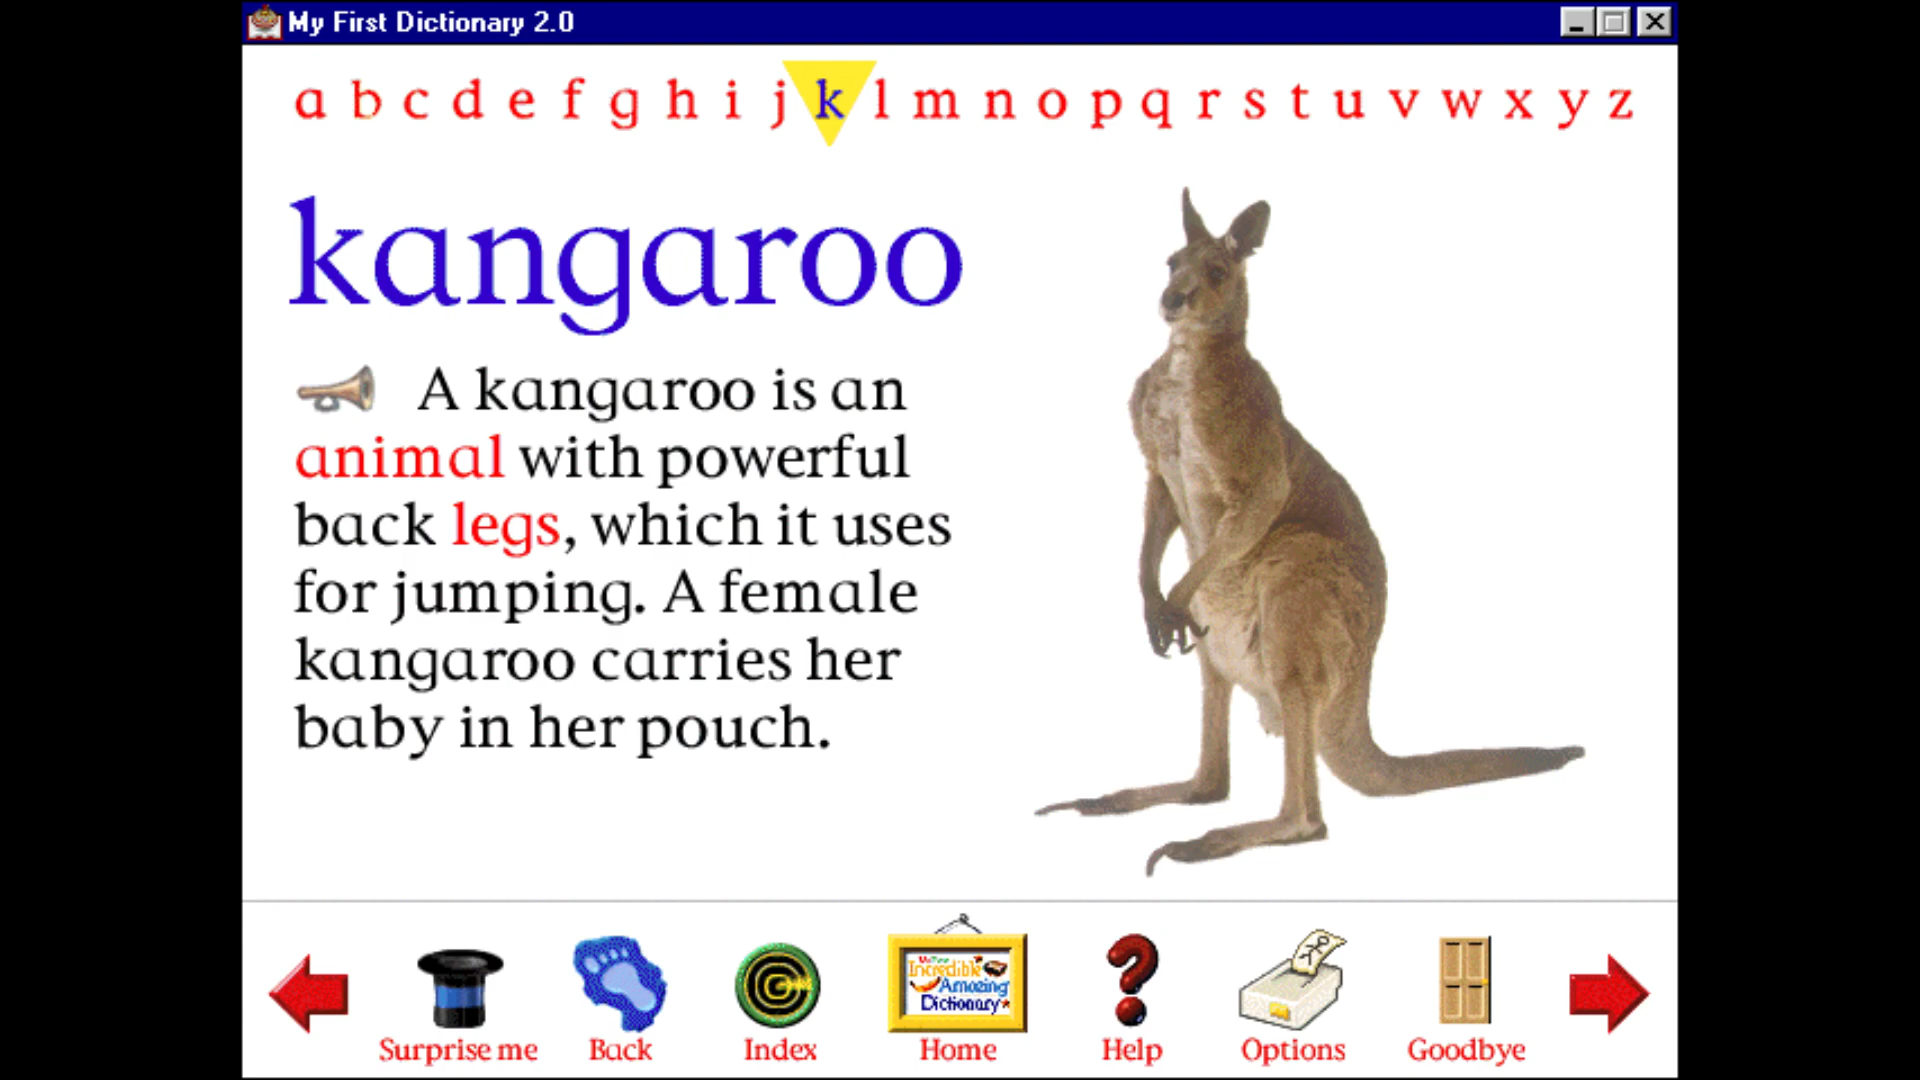 My First Dictionary 2.0
a b c d e f g h i j k l m n o p q r s t u v w x y z
kangaroo
A kangaroo is an
animal with powerful
back legs, which it uses
for jumping. A female
kangaroo carries her
baby in her pouch.
My First
Incredible
Amazing
Dictionary
Surprise me
Back
Index
Home
Help
Options
Goodbye